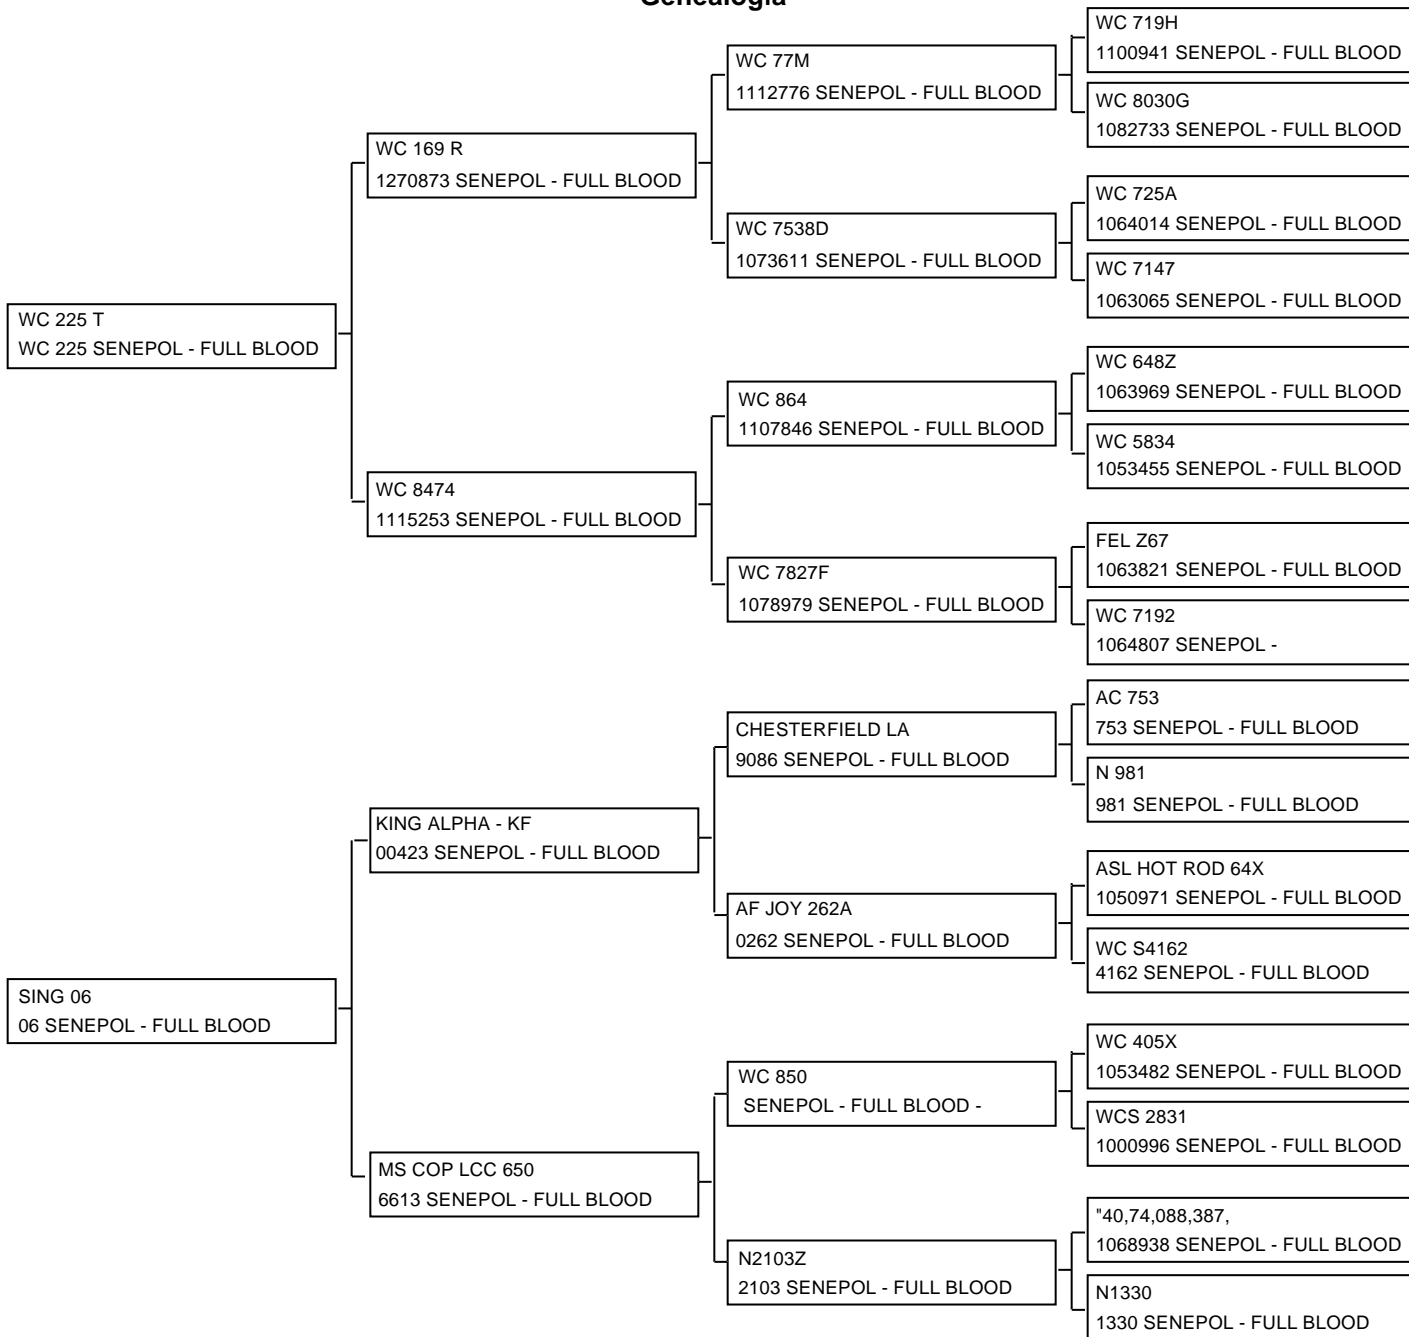 Genealogia
WC 719H
1100941 SENEPOL - FULL BLOOD
WC 77M
1112776 SENEPOL - FULL BLOOD
WC 8030G
1082733 SENEPOL - FULL BLOOD
WC 169 R
1270873 SENEPOL - FULL BLOOD
WC 725A
1064014 SENEPOL - FULL BLOOD
WC 7538D
1073611 SENEPOL - FULL BLOOD
WC 7147
1063065 SENEPOL - FULL BLOOD
WC 225 T
WC 225 SENEPOL - FULL BLOOD
WC 648Z
1063969 SENEPOL - FULL BLOOD
WC 864
1107846 SENEPOL - FULL BLOOD
WC 5834
1053455 SENEPOL - FULL BLOOD
WC 8474
1115253 SENEPOL - FULL BLOOD
FEL Z67
1063821 SENEPOL - FULL BLOOD
WC 7827F
1078979 SENEPOL - FULL BLOOD
WC 7192
1064807 SENEPOL -
AC 753
753 SENEPOL - FULL BLOOD
CHESTERFIELD LA
9086 SENEPOL - FULL BLOOD
N 981
981 SENEPOL - FULL BLOOD
KING ALPHA - KF
00423 SENEPOL - FULL BLOOD
ASL HOT ROD 64X
1050971 SENEPOL - FULL BLOOD
AF JOY 262A
0262 SENEPOL - FULL BLOOD
WC S4162
4162 SENEPOL - FULL BLOOD
SING 06
06 SENEPOL - FULL BLOOD
WC 405X
1053482 SENEPOL - FULL BLOOD
WC 850
SENEPOL - FULL BLOOD -
WCS 2831
1000996 SENEPOL - FULL BLOOD
MS COP LCC 650
6613 SENEPOL - FULL BLOOD
"40,74,088,387,
1068938 SENEPOL - FULL BLOOD
N2103Z
2103 SENEPOL - FULL BLOOD
N1330
1330 SENEPOL - FULL BLOOD